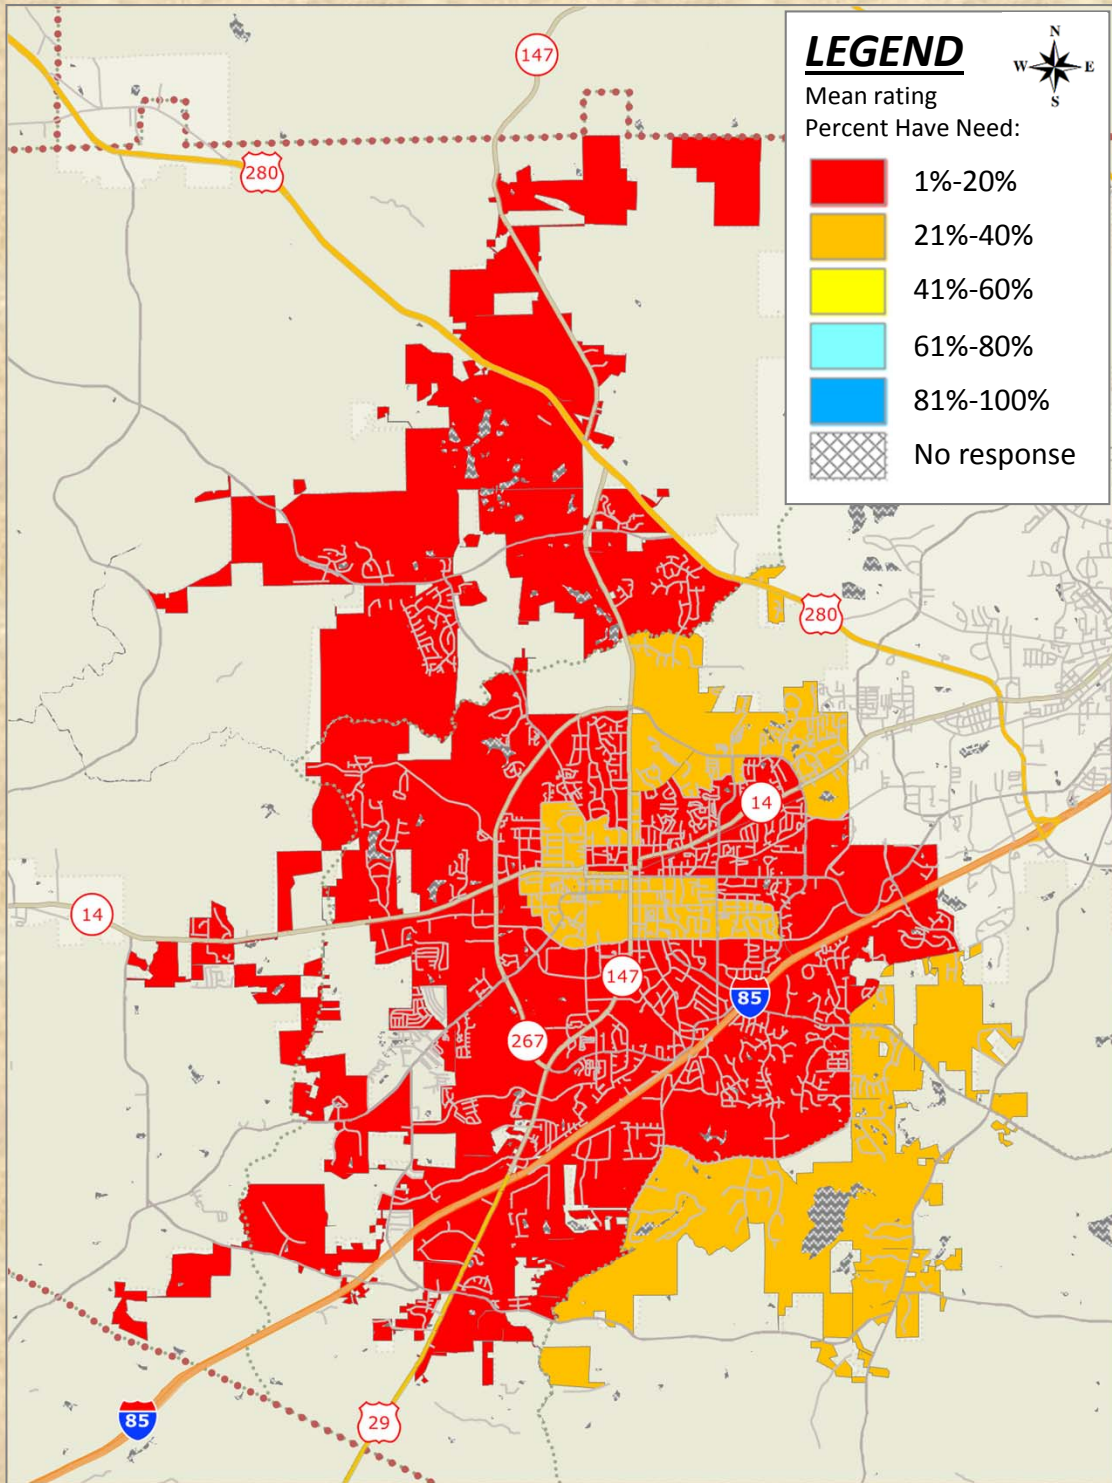 LEGEND
N
W E
S
Mean rating
Percent Have Need:
1%-20%
21%-40%
41%-60%
61%-80%
81%-100%
No response
147
280
280
14
14
147
85
267
85
29